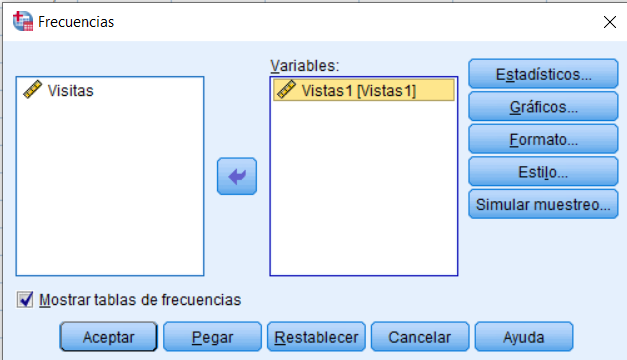 Frecuencias
Variables:
Visitas
Vistas1 [Vistas1]
Estadísticos...
Gráficos...
Formato...
Estilo...
Simular muestreo...
Mostrar tablas de frecuencias
Aceptar Pegar Restablecer Cancelar Ayuda